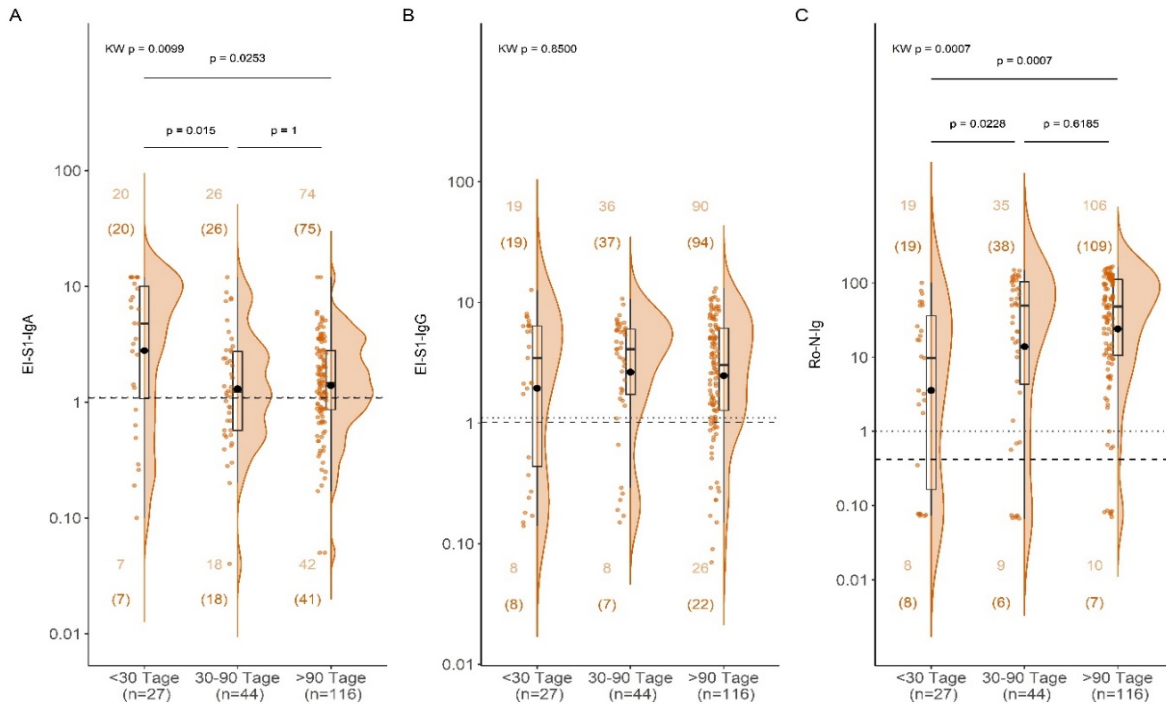 A
KW p = 0.0099
p = 0.0253
p = 0.015
p = 1
100
10
1
0.10
0.01
EI-S1-IgA
20
26
74
(20)
(26)
(75)
7
18
42
(7)
(18)
(41)
<30 Tage
(n=27)
30-90 Tage
(n=44)
>90 Tage
(n=116)
B
KW p = 0.8500
100
10
1
0.10
0.01
EI-S1-IgG
19
36
90
(19)
(37)
(94)
8
8
26
(8)
(7)
(22)
<30 Tage
(n=27)
30-90 Tage
(n=44)
>90 Tage
(n=116)
C
KW p = 0.0007
p = 0.0007
p = 0.0228
p = 0.6185
100
10
1
0.10
0.01
Ro-N-Ig
19
35
106
(19)
(38)
(109)
8
9
10
(8)
(6)
(7)
<30 Tage
(n=27)
30-90 Tage
(n=44)
>90 Tage
(n=116)